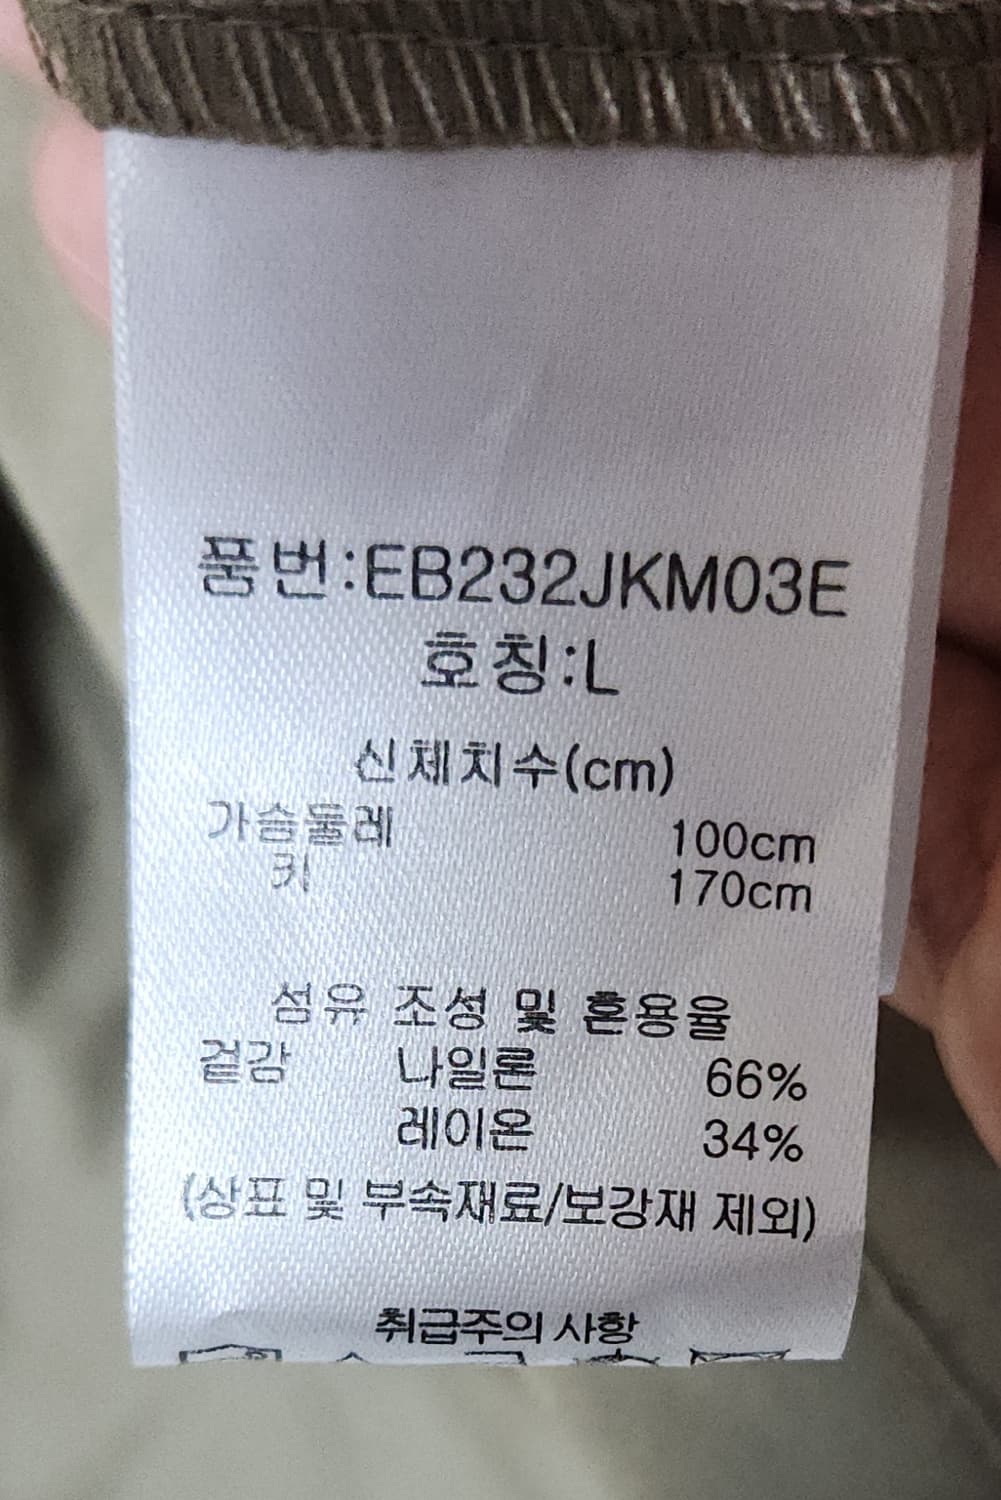 품번:EB232JKM03E
호칭:L
신체치수(cm)
가슴둘레 100cm
키 170cm
섬유 조성 및 혼용율
겉감 나일론 66%
레이온 34%
(상표 및 부속재료/보강재 제외)
취급주의 사항